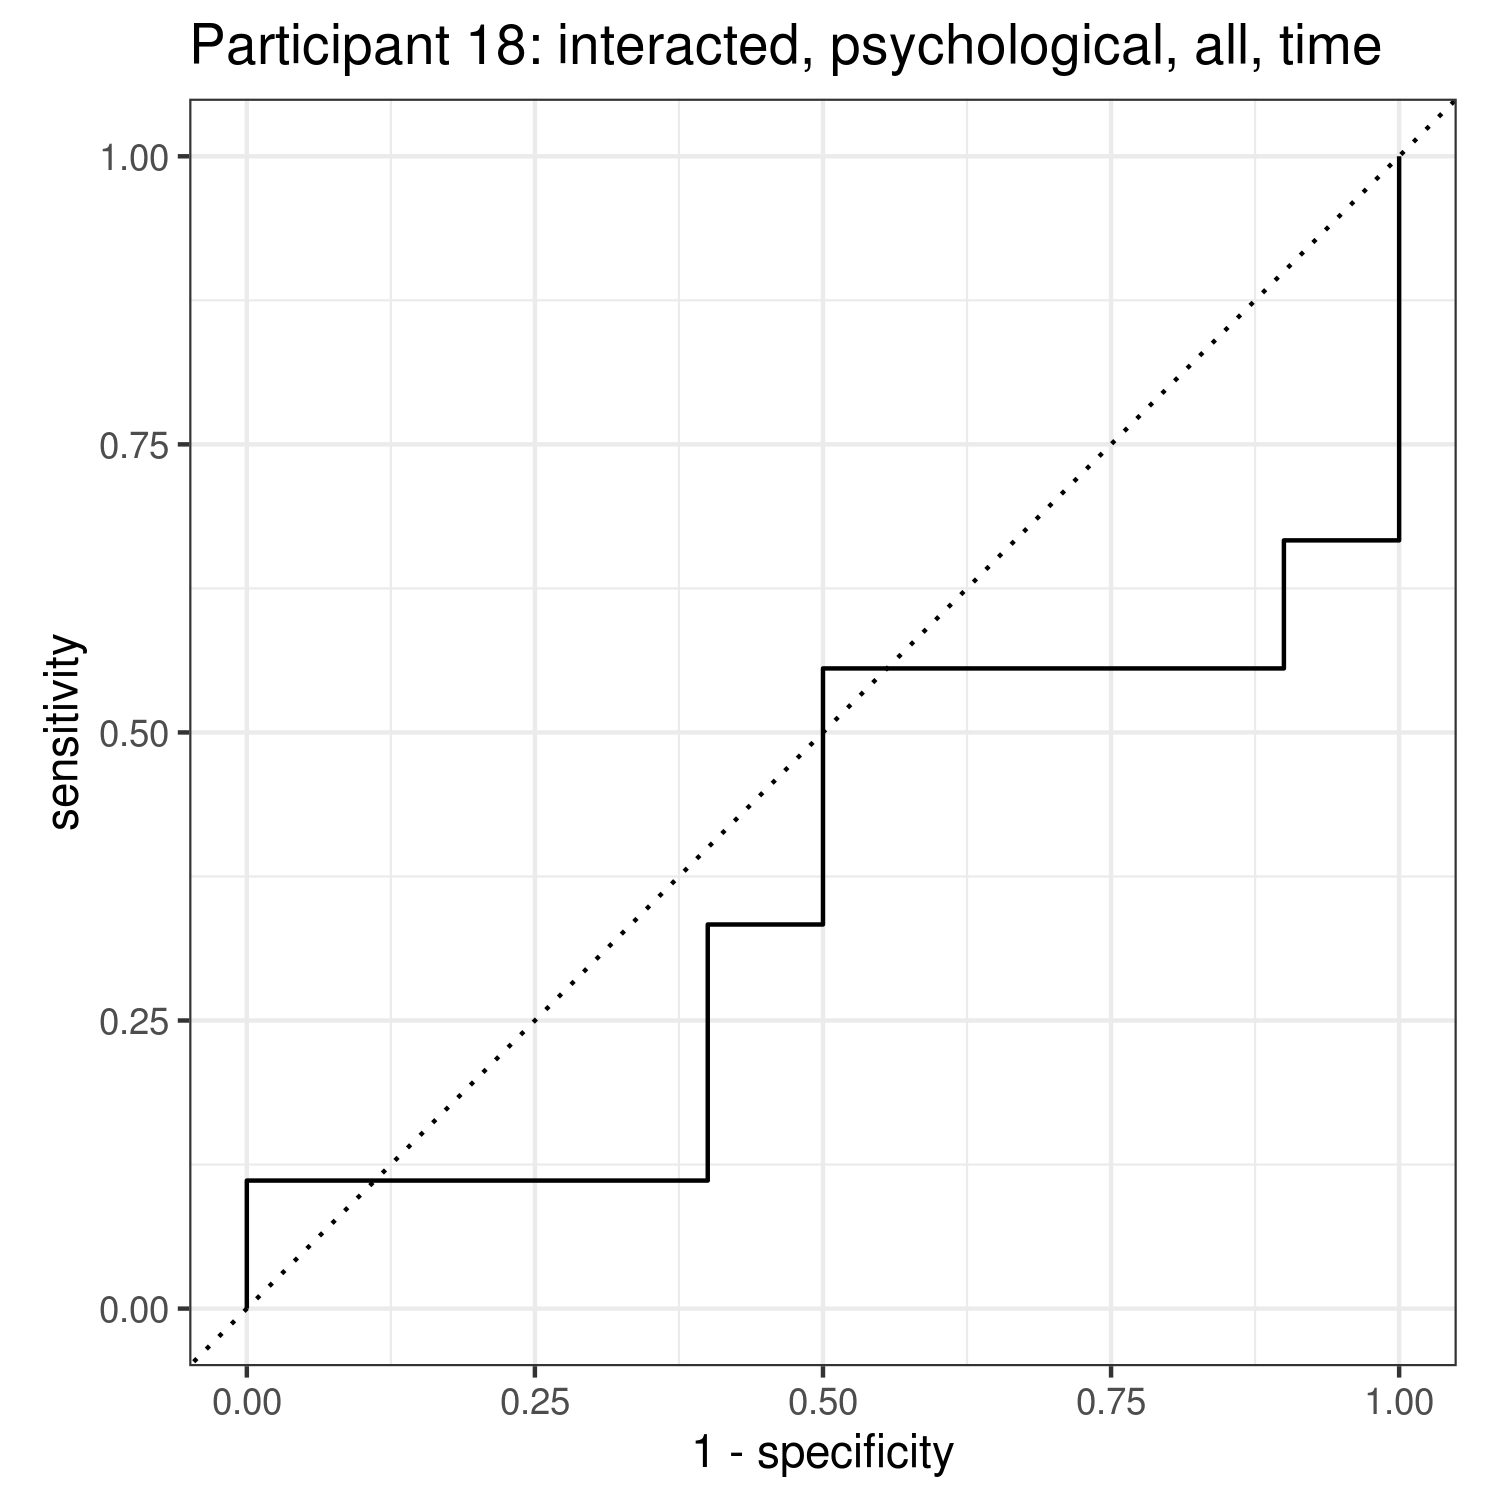 Participant 18: interacted, psychological, all, time
1.00
0.75
0.50
0.25
0.00
sensitivity
0.00 0.25 0.50 0.75 1.00
1 - specificity